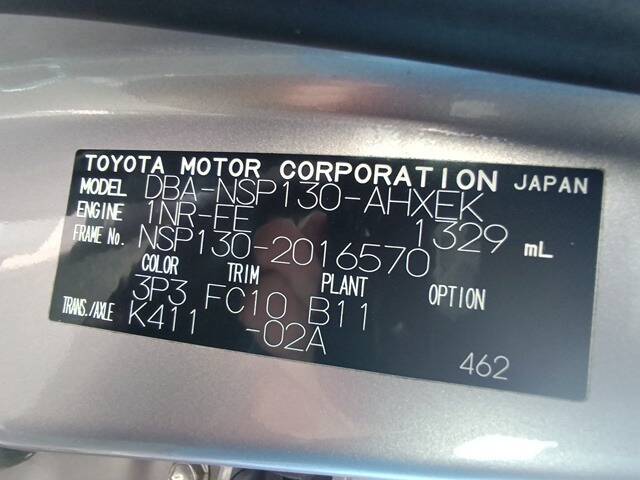 TOYOTA MOTOR CORPORATION JAPAN
MODEL DBA-NSP130-AHXEK
ENGINE 1NR-FE 1329 mL
FRAME No. NSP130-2016570
COLOR TRIM PLANT OPTION
3P3 FC10 B11
TRANS./AXLE K411 -02A
462